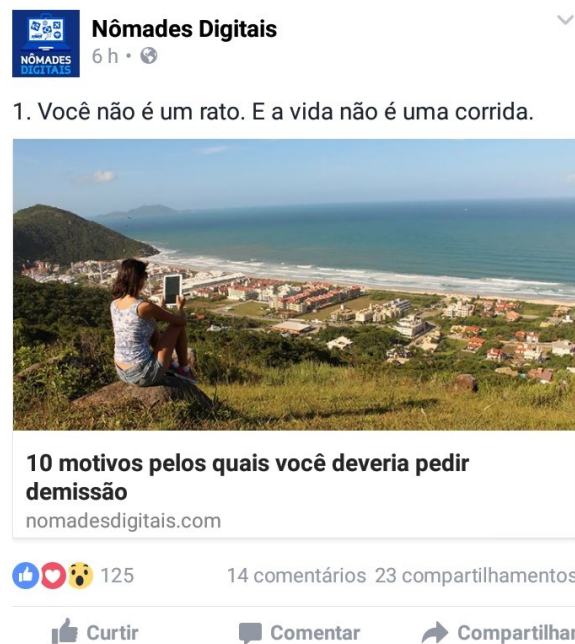 Nômades Digitais
NÔMADES
DIGITAIS
6 h
1. Você não é um rato. E a vida não é uma corrida.
10 motivos pelos quais você deveria pedir
demissão
nomadesdigitais.com
125
14 comentários 23 compartilhamentos
Curtir
Comentar
Compartilhar